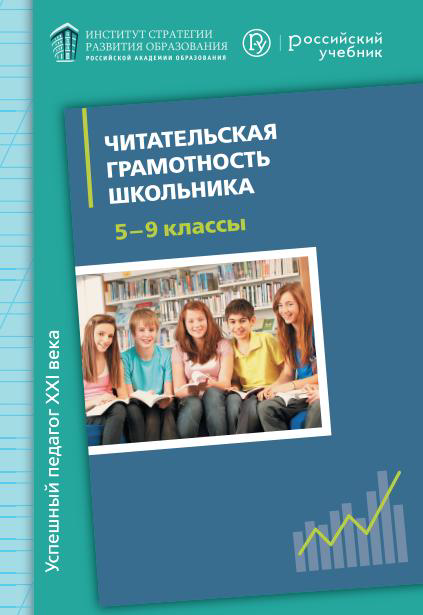 ИНСТИТУТ СТРАТЕГИИ
РАЗВИТИЯ ОБРАЗОВАНИЯ
РОССИЙСКОЙ АКАДЕМИИ ОБРАЗОВАНИЯ
Российский
учебник
ЧИТАТЕЛЬСКАЯ
ГРАМОТНОСТЬ
ШКОЛЬНИКА
5–9 классы
Успешный педагог XXI века